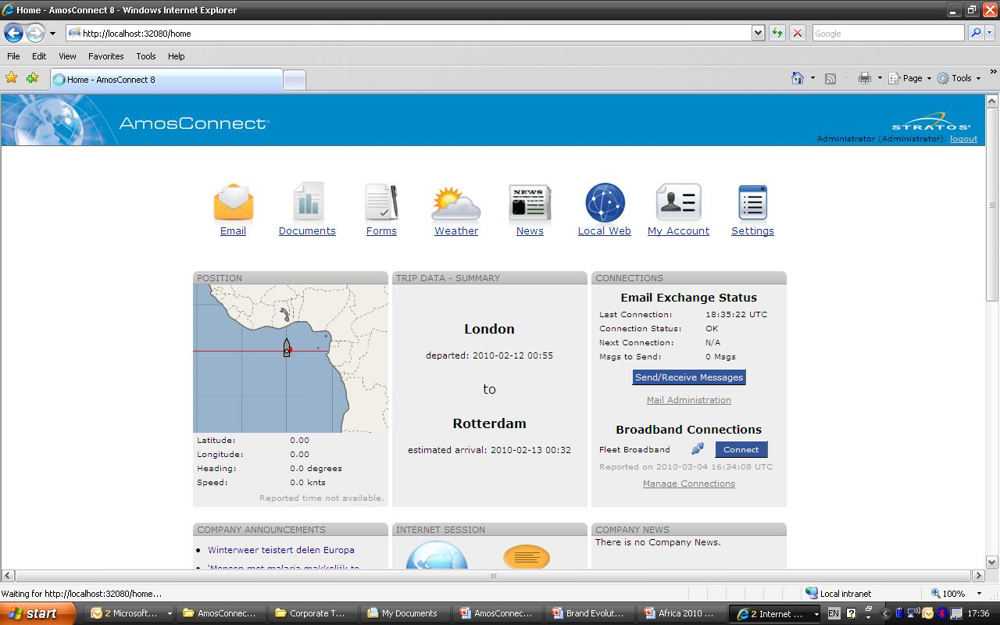 Home - AmosConnect 8 - Windows Internet Explorer
http://localhost:32080/home
Google
File Edit View Favorites Tools Help
Home - AmosConnect 8
Page Tools
AmosConnect™
STRATOS
Administrator (Administrator). logout
NEWS
Email Documents Forms Weather News Local Web My Account Settings
POSITION
Latitude: 0.00
Longitude: 0.00
Heading: 0.0 degrees
Speed: 0.0 knts
Reported time not available.
TRIP DATA - SUMMARY
London
departed: 2010-02-12 00:55
to
Rotterdam
estimated arrival: 2010-02-13 00:32
CONNECTIONS
Email Exchange Status
Last Connection: 18:35:22 UTC
Connection Status: OK
Next Connection: N/A
Msgs to Send: 0 Msgs
Send/Receive Messages
Mail Administration
Broadband Connections
Fleet Broadband Connect
Reported on 2010-03-04 16:34:08 UTC
Manage Connections
COMPANY ANNOUNCEMENTS
• Winterweer teistert delen Europa
• 'Mensen met malaria makkelijk te
INTERNET SESSION
COMPANY NEWS
There is no Company News.
Waiting for http://localhost:32080/home...
Local intranet
100%
start
2 Microsoft...
AmosConnec...
Corporate T...
My Documents
AmosConnec...
Brand Evolut...
Africa 2010 ...
2 Internet ...
EN
17:36